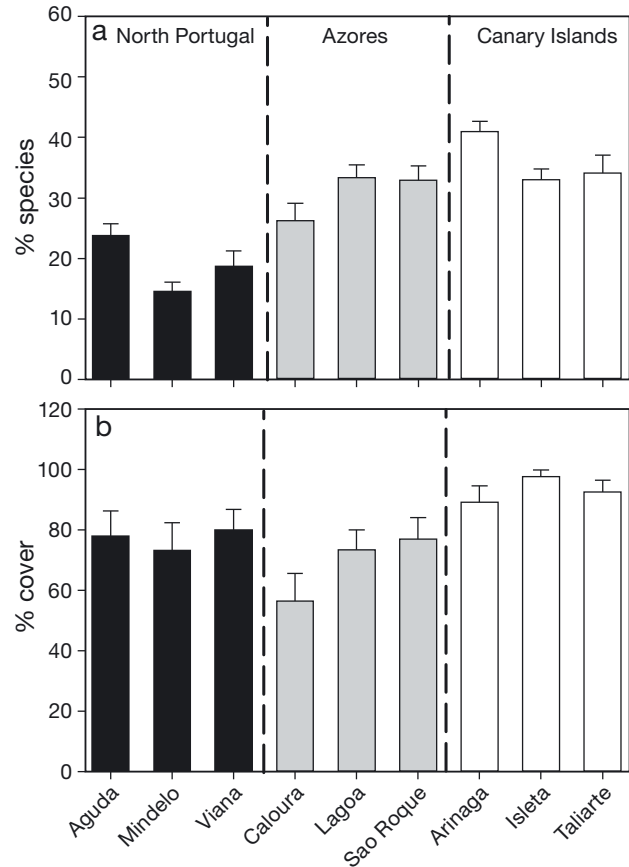 a
North Portugal Azores Canary Islands
% species
60
50
40
30
20
10
0
b
% cover
120
100
80
60
40
20
0
Aguda Mindelo Viana Caloura Lagoa Sao Roque Arinaga Isleta Taliarte